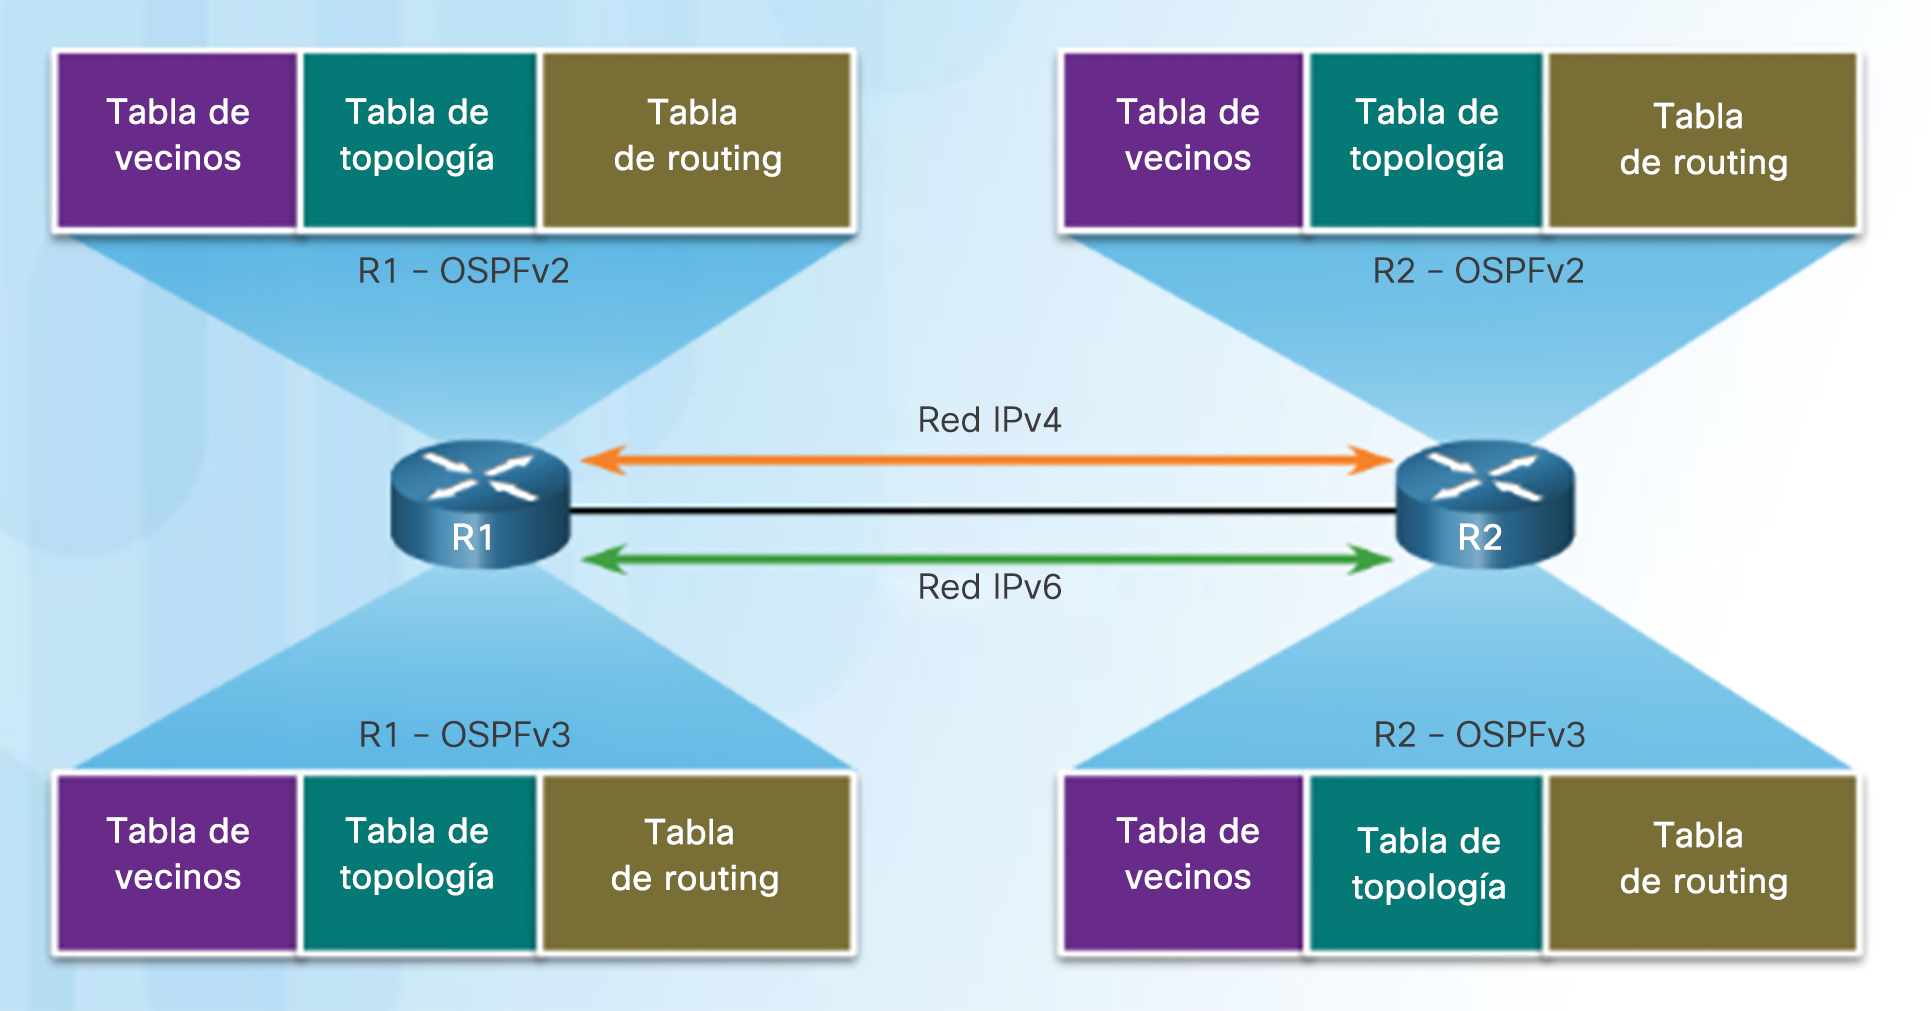 Tabla de
vecinos
Tabla de
topología
Tabla
de routing
Tabla de
vecinos
Tabla de
topología
Tabla
de routing
R1 – OSPFv2
R2 – OSPFv2
Red IPv4
R1
R2
Red IPv6
R1 – OSPFv3
R2 – OSPFv3
Tabla de
vecinos
Tabla de
topología
Tabla
de routing
Tabla de
vecinos
Tabla de
topología
Tabla
de routing